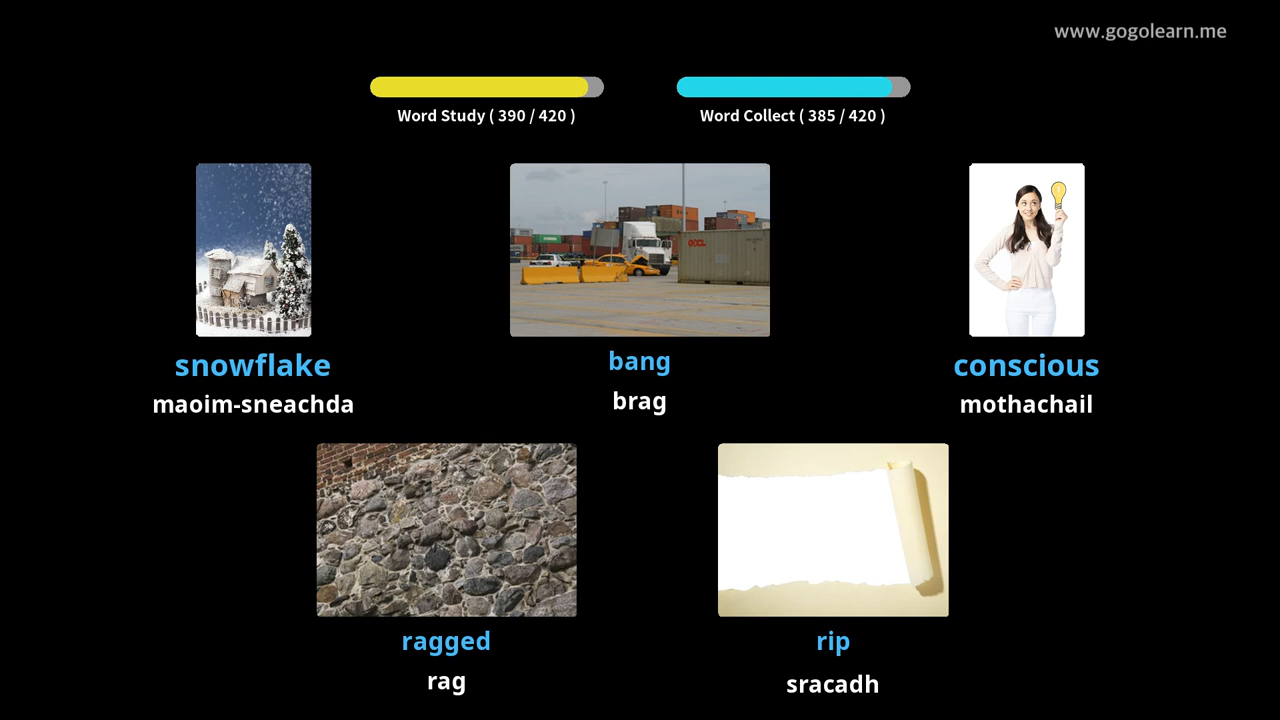 www.gogolearn.me
Word Study ( 390 / 420 )
Word Collect ( 385 / 420 )
snowflake
maoim-sneachda
bang
brag
conscious
mothachail
ragged
rag
rip
sracadh